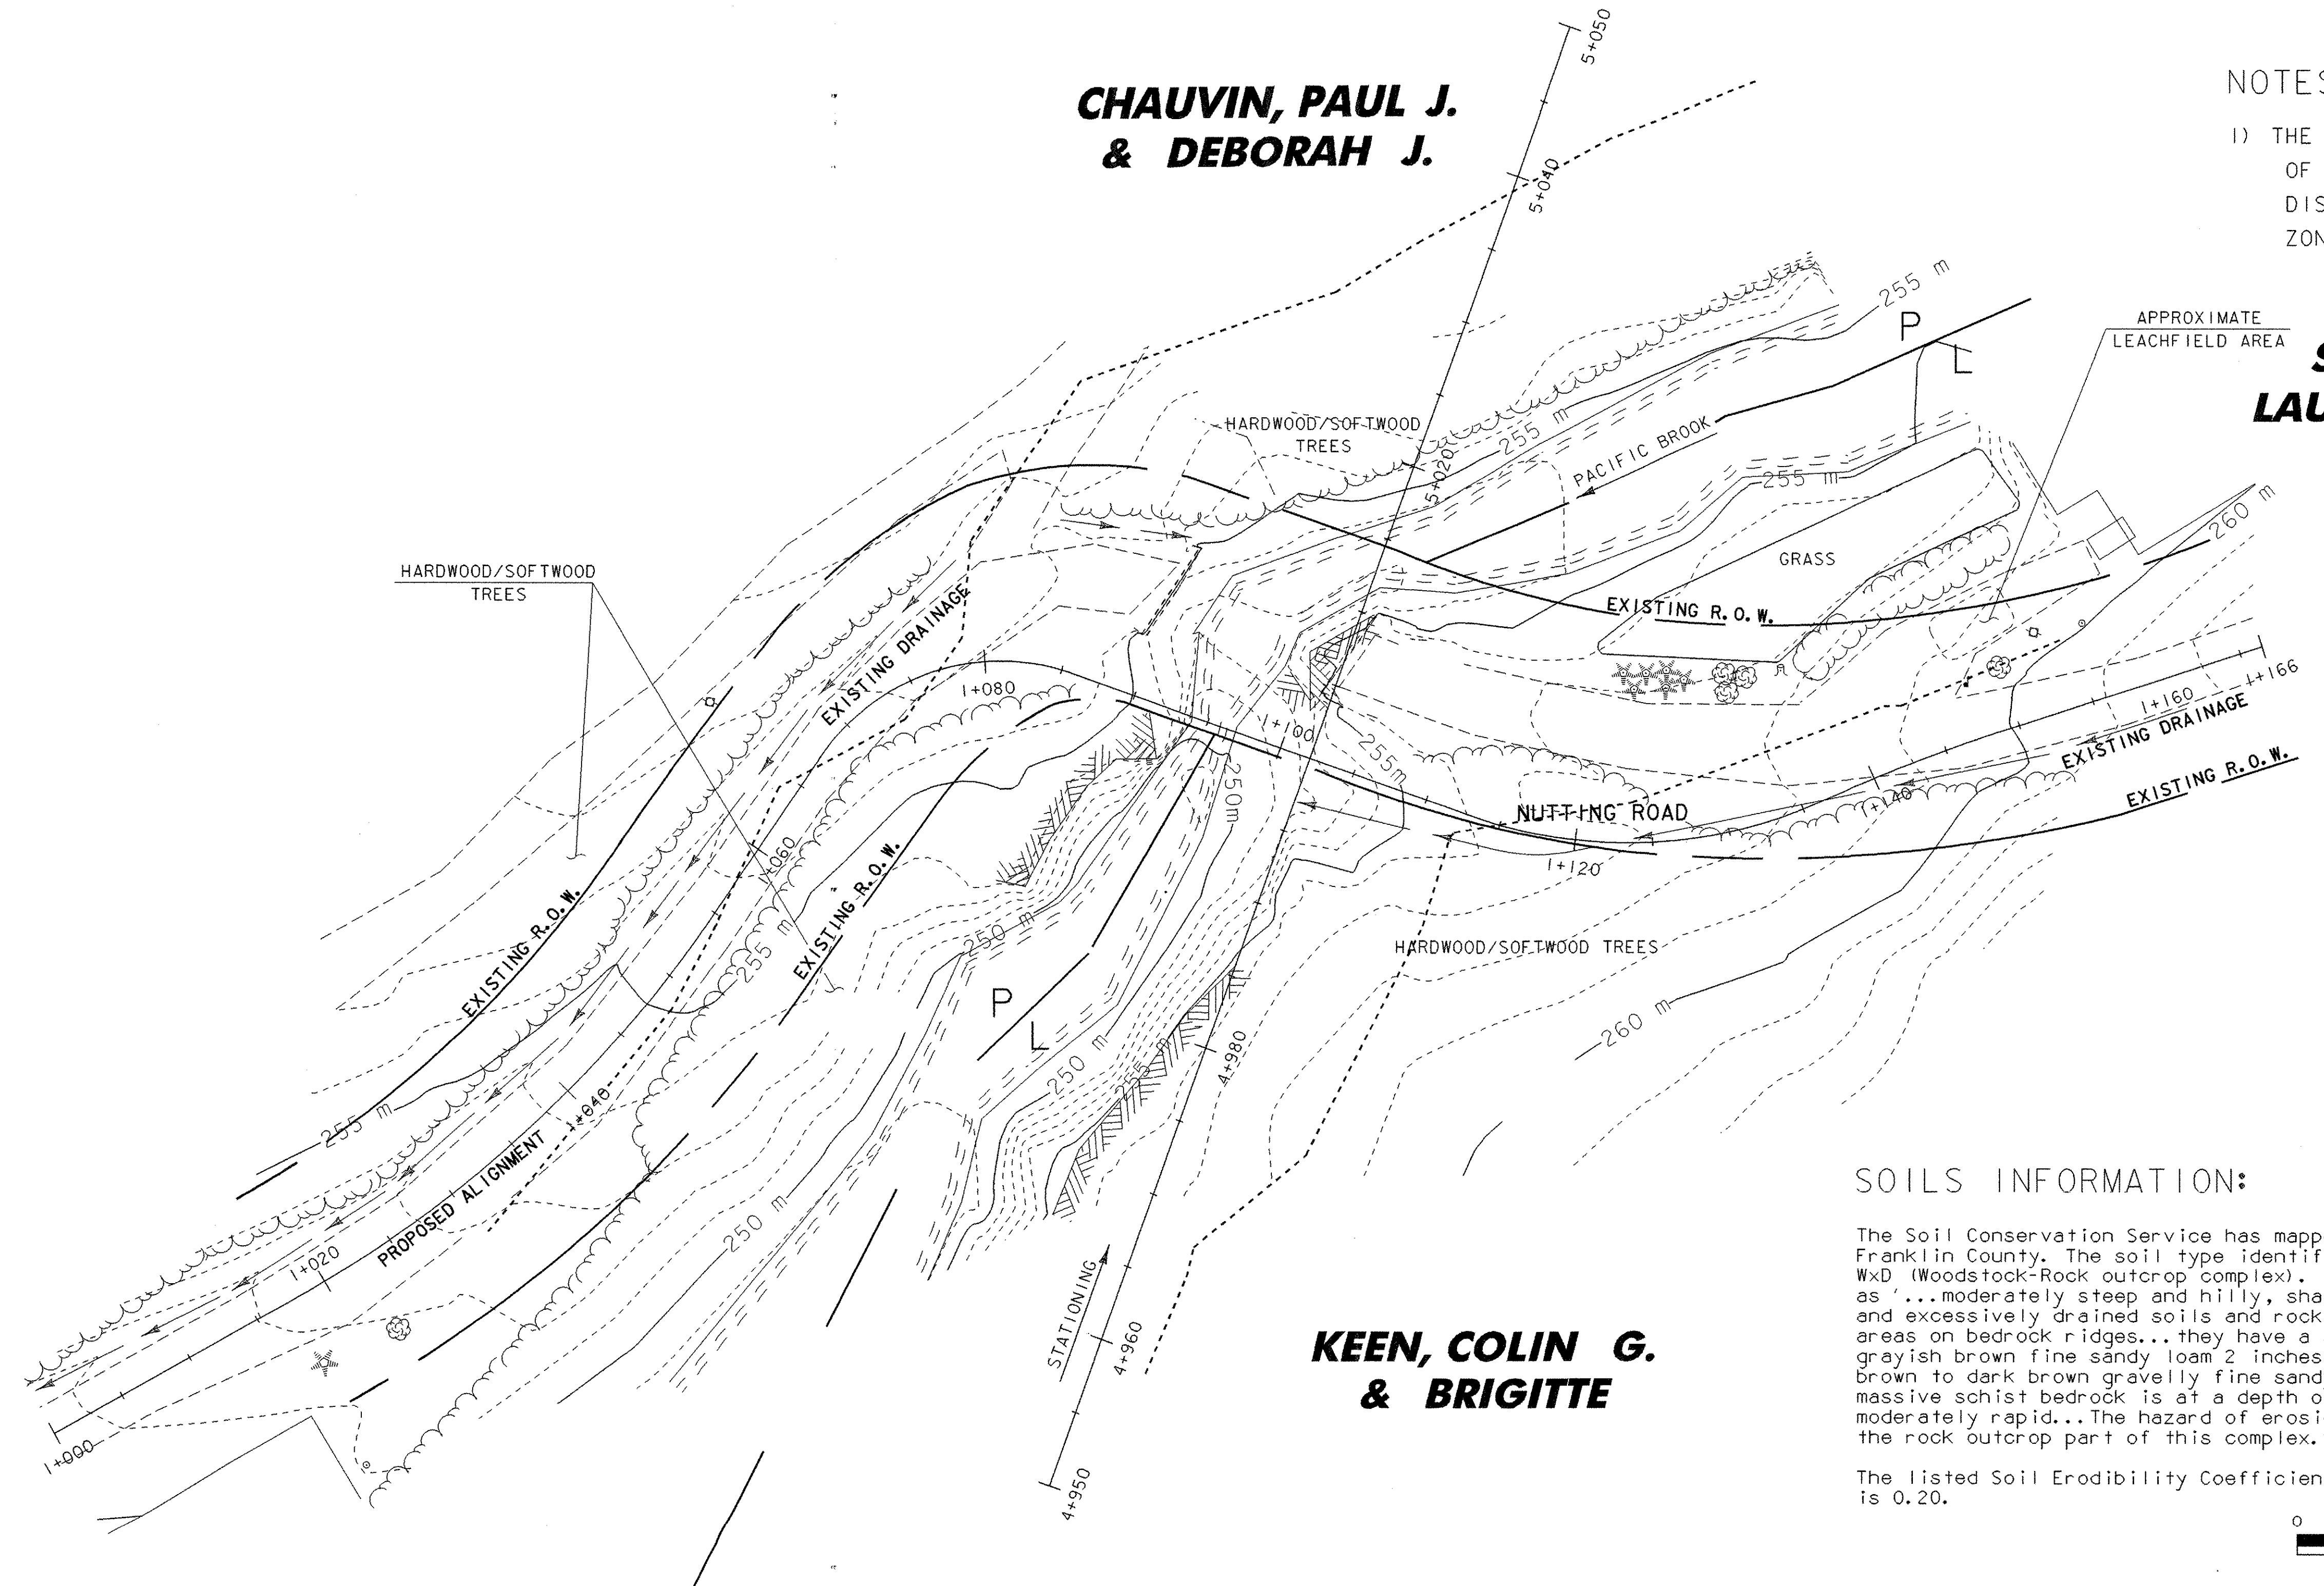 5+050
CHAUVIN, PAUL J.
& DEBORAH J.
NOTES
1) THE
OF
DIS
ZON
5+040
255 m
P
L
APPROXIMATE
LEACHFIELD AREA
S
LAU
HARDWOOD/SOFTWOOD
TREES
255 m
PACIFIC BROOK
5+020
255 m
260 m
GRASS
HARDWOOD/SOFTWOOD
TREES
EXISTING DRAINAGE
EXISTING R.O.W.
1+080
1+166
1+160
EXISTING DRAINAGE
1+100
255m
250m
EXISTING R.O.W.
1+140
NUTTING ROAD
1+120
1+060
EXISTING R.O.W.
EXISTING R.O.W.
255 m
250 m
HARDWOOD/SOFTWOOD TREES
P
L
260 m
250 m
4+980
255 m
255 m
1+040
PROPOSED ALIGNMENT
250 m
1+020
STATIONING
4+960
KEEN, COLIN G.
& BRIGITTE
1+000
4+950
SOILS INFORMATION:
The Soil Conservation Service has mapp
Franklin County. The soil type identif
WxD (Woodstock-Rock outcrop complex).
as '...moderately steep and hilly, sha
and excessively drained soils and rock
areas on bedrock ridges...they have a
grayish brown fine sandy loam 2 inches
brown to dark brown gravelly fine sand
massive schist bedrock is at a depth o
moderately rapid...The hazard of erosi
the rock outcrop part of this complex.
The listed Soil Erodibility Coefficien
is 0.20.
0